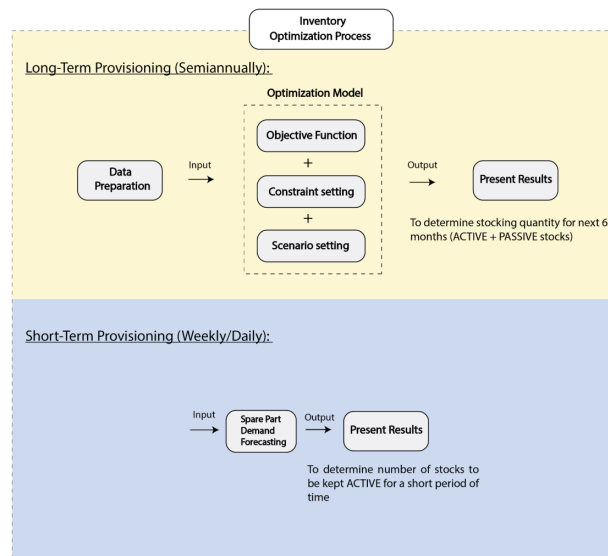 Inventory
Optimization Process
Long-Term Provisioning (Semiannually):
Optimization Model
Objective Function
+
Constraint setting
+
Scenario setting
Data
Preparation
Input
Output
Present Results
To determine stocking quantity for next 6
months (ACTIVE + PASSIVE stocks)
Short-Term Provisioning (Weekly/Daily):
Input
Spare Part
Demand
Forecasting
Output
Present Results
To determine number of stocks to
be kept ACTIVE for a short period of
time